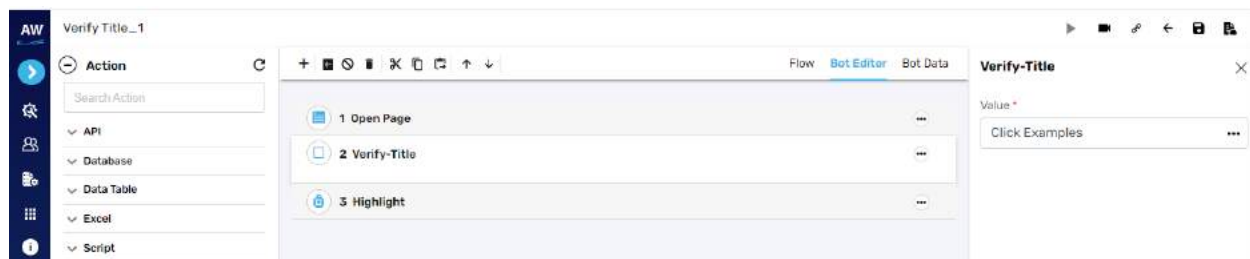 AW
Verify Title_1
Action
Search Action
API
Database
Data Table
Excel
Script
Flow Bot Editor Bot Data
1 Open Page
2 Verify-Title
3 Highlight
Verify-Title
Value *
Click Examples